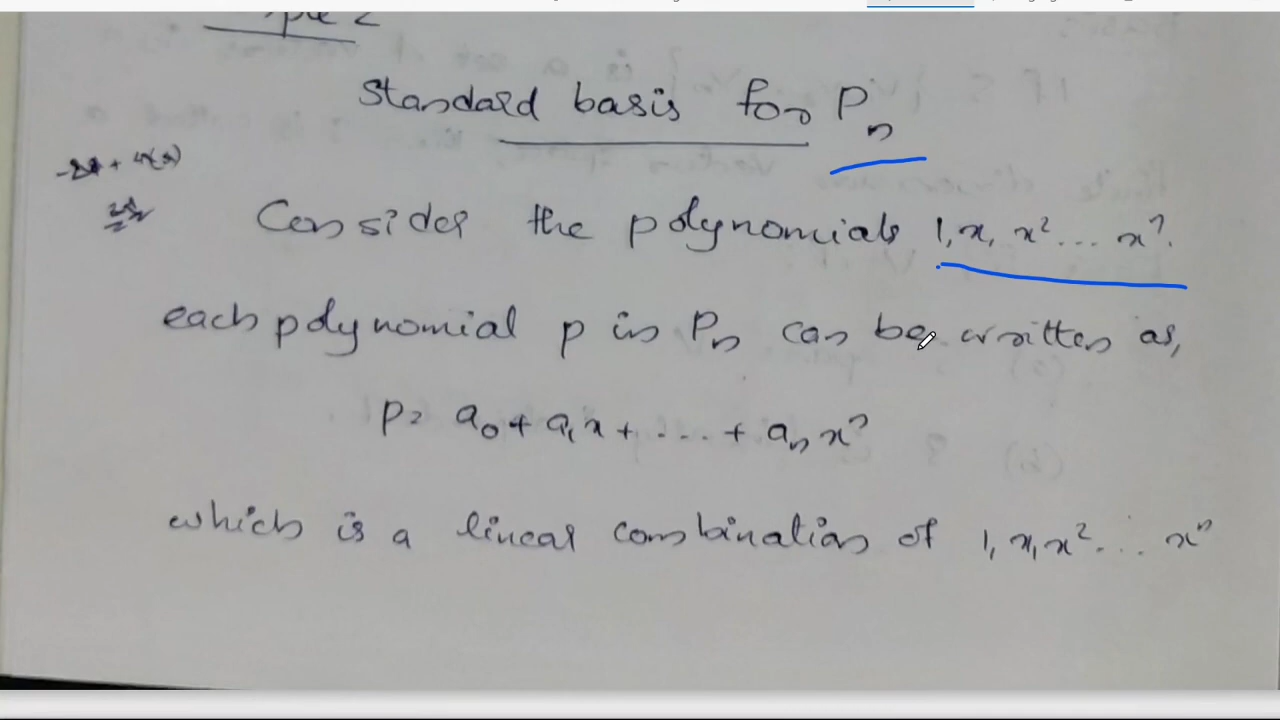 Standard basis for Pn
Consider the polynomials 1, x, x² ... xⁿ.
each polynomial p in Pn can be written as,
p = a₀ + a₁x + ... + aₙxⁿ
which is a linear combination of 1, x, x² ... xⁿ